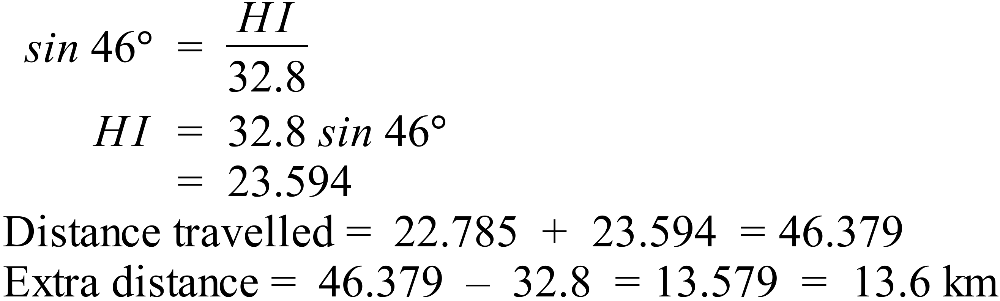 sin 46° = HI/32.8
HI = 32.8 sin 46°
= 23.594
Distance travelled = 22.785 + 23.594 = 46.379
Extra distance = 46.379 – 32.8 = 13.579 = 13.6 km